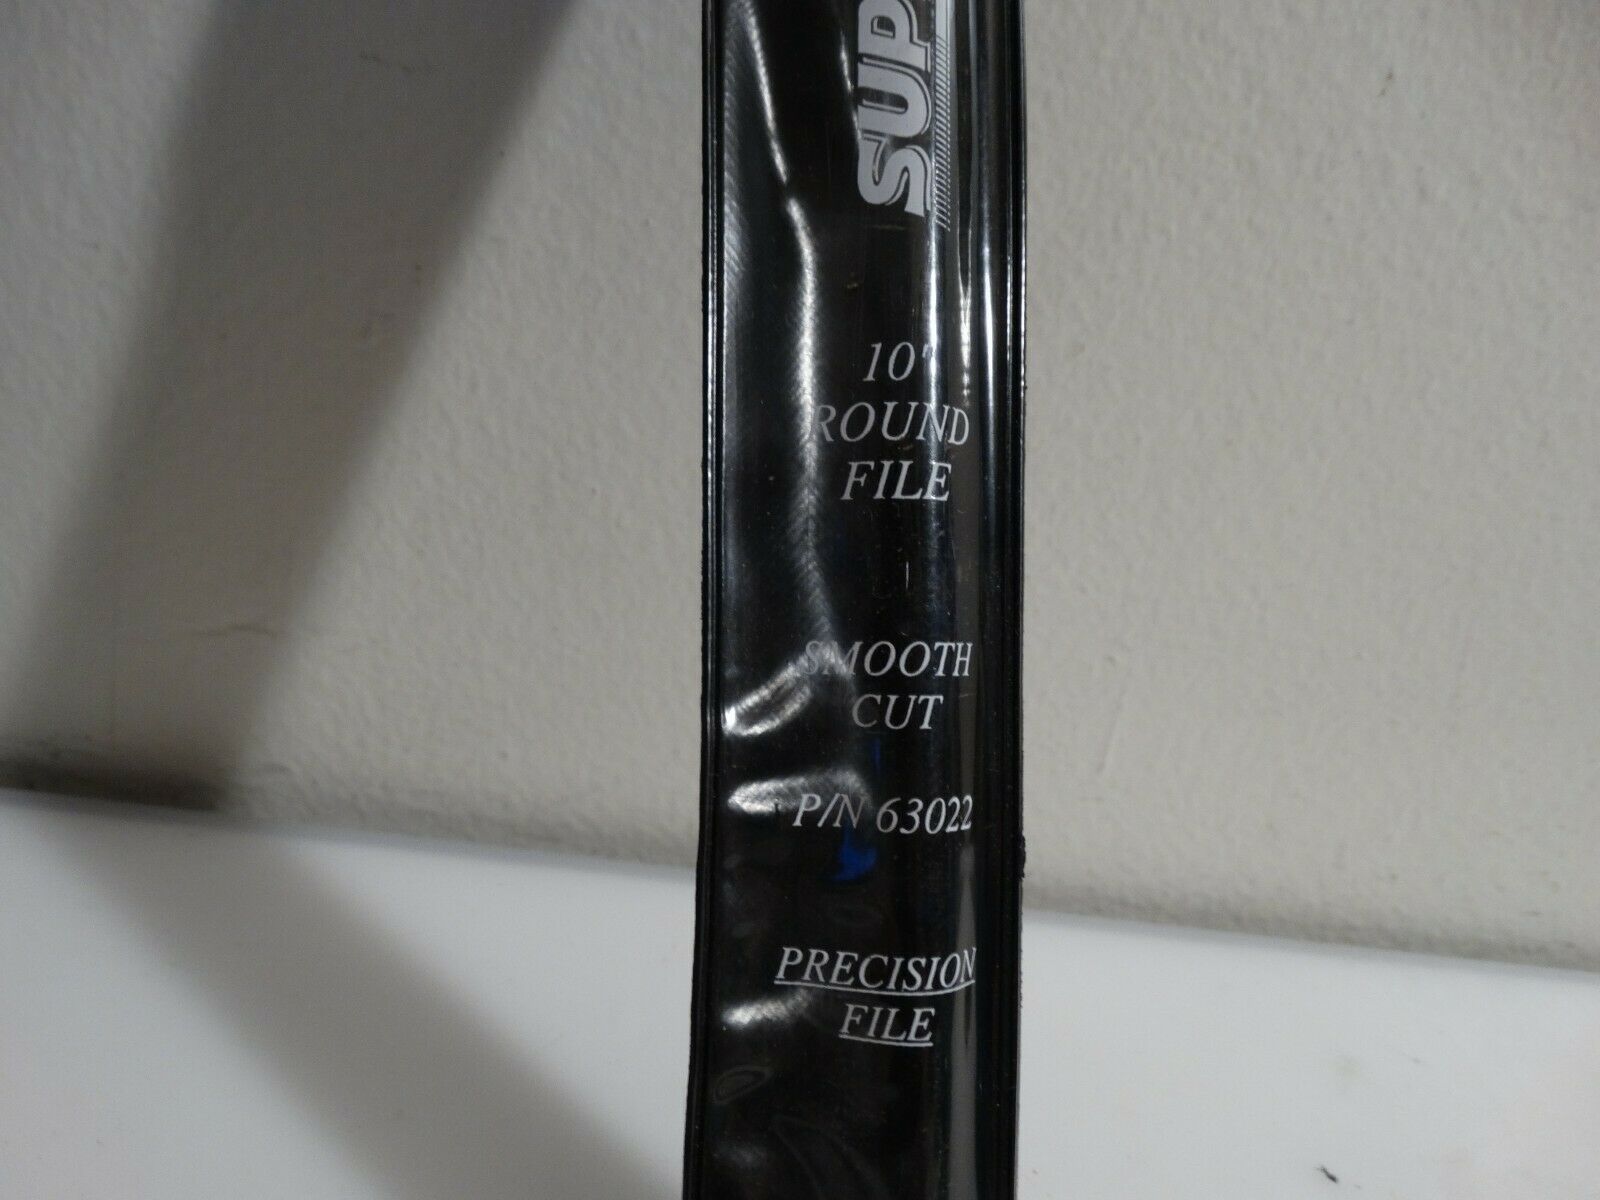 SUP
10"
ROUND
FILE
SMOOTH
CUT
P/N 63022
PRECISION
FILE